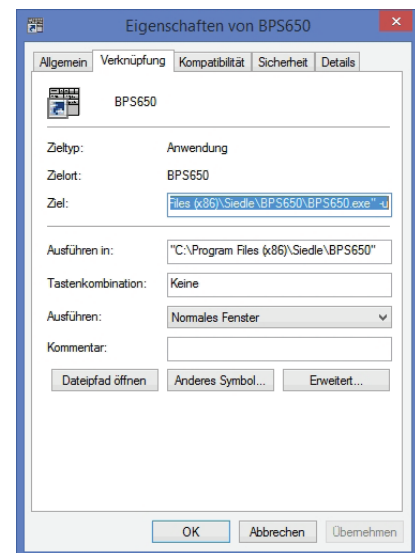 Eigenschaften von BPS650
Allgemein Verknüpfung Kompatibilität Sicherheit Details
BPS650
Zieltyp: Anwendung
Zielort: BPS650
Ziel: Files (x86)\Siedle\BPS650\BPS650.exe" -u
Ausführen in: "C:\Program Files (x86)\Siedle\BPS650"
Tastenkombination: Keine
Ausführen: Normales Fenster
Kommentar:
Dateipfad öffnen Anderes Symbol... Erweitert...
OK Abbrechen Übernehmen